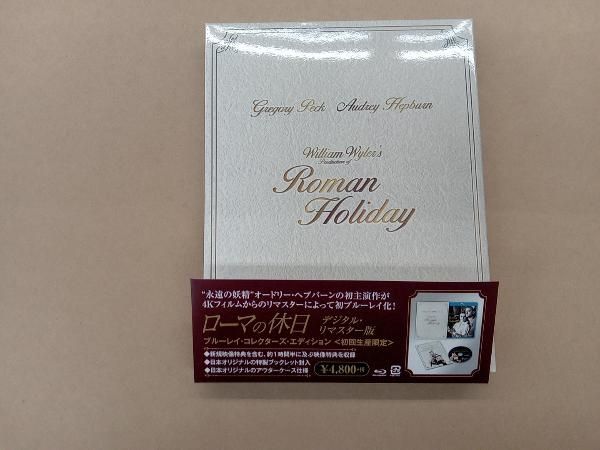 Gregory Peck Audrey Hepburn
William Wyler's
Production of
Roman
Holiday
"永遠の妖精"オードリー・ヘプバーンの初主演作が
4Kフィルムからのリマスターによって初ブルーレイ化!
ローマの休日 デジタル・リマスター版
ブルーレイ・コレクターズ・エディション <初回生産限定>
◆新規映像特典を含む、約1時間半に及ぶ映像特典を収録
◆日本オリジナルの特製ブックレット封入
◆日本オリジナルのアウターケース仕様
¥4,800+税